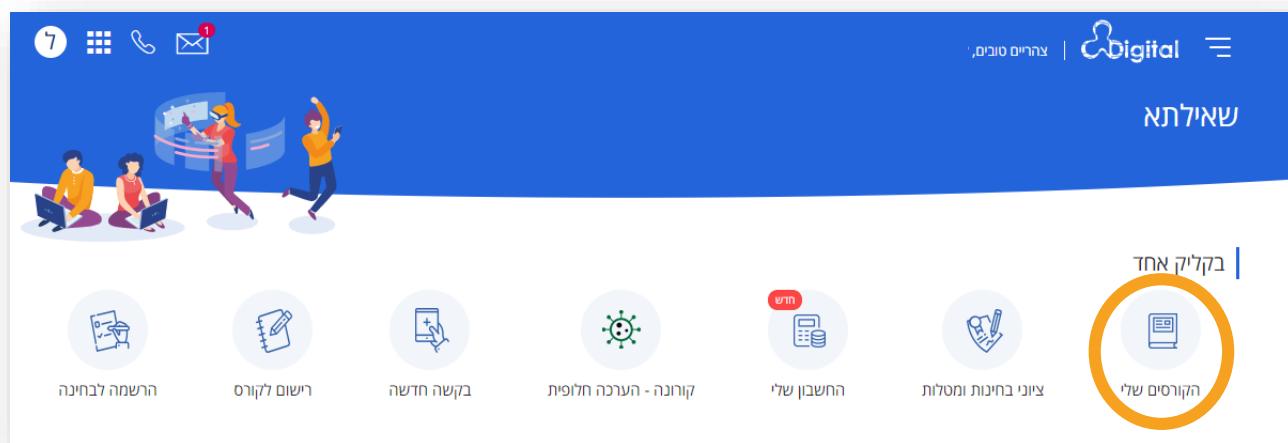 Digital | צהריים טובים, '
1
ל
שאילתא
בקליק אחד
חדש
הקורסים שלי
ציוני בחינות ומטלות
החשבון שלי
קורונה - הערכה חלופית
בקשה חדשה
רישום לקורס
הרשמה לבחינה